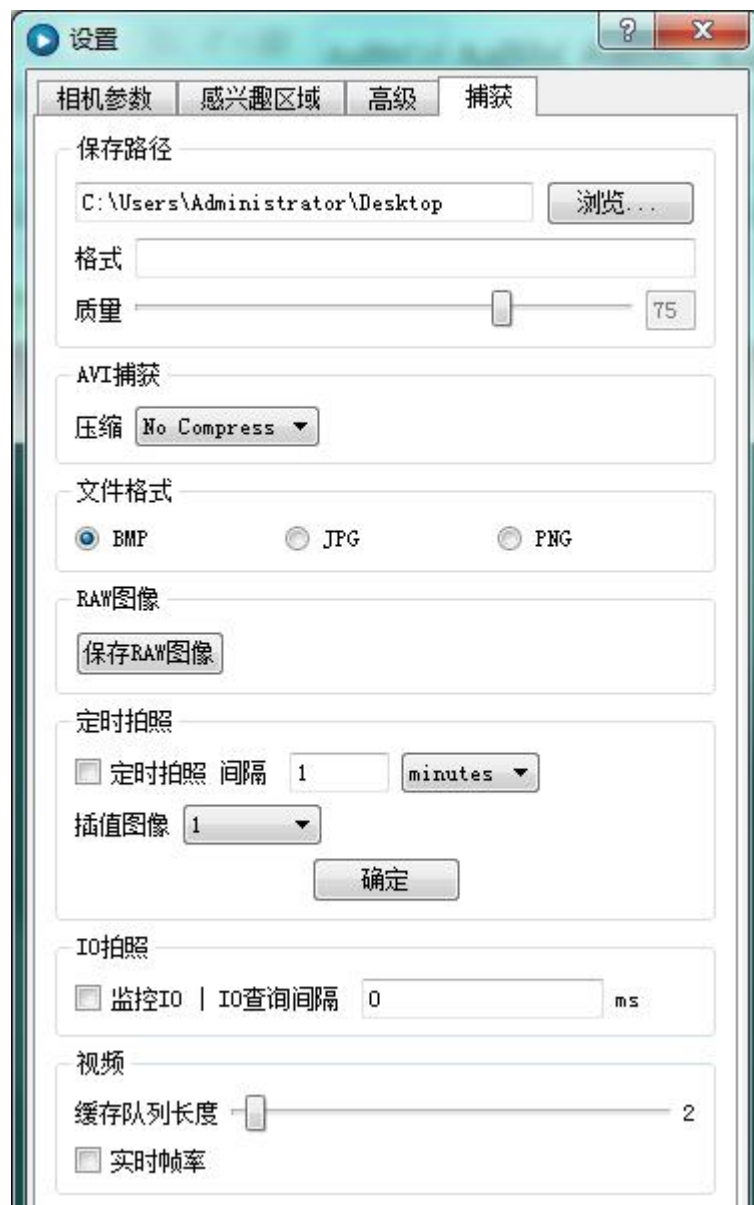 设置
相机参数 感兴趣区域 高级 捕获
保存路径
C:\Users\Administrator\Desktop 浏览...
格式
质量 75
AVI捕获
压缩 No Compress
文件格式
BMP JPG PNG
RAW图像
保存RAW图像
定时拍照
定时拍照 间隔 1 minutes
插值图像 1
确定
IO拍照
监控IO | IO查询间隔 0 ms
视频
缓存队列长度 2
实时帧率